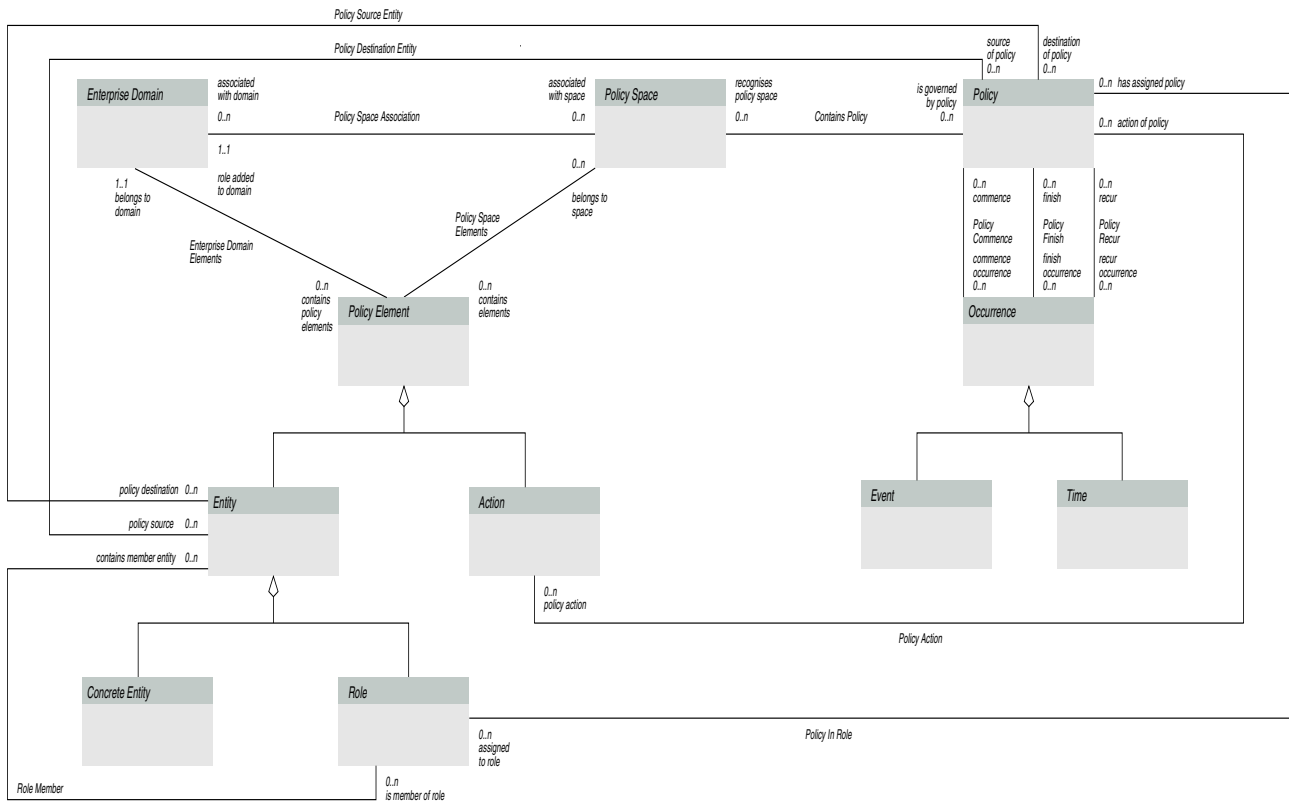 Policy Source Entity
Policy Destination Entity
source
of policy
0..n
destination
of policy
0..n
Enterprise Domain
associated
with domain
0..n
Policy Space Association
associated
with space
0..n
Policy Space
recognises
policy space
0..n
Contains Policy
is governed
by policy
0..n
Policy
0..n has assigned policy
0..n action of policy
1..1
role added
to domain
1..1
belongs to
domain
0..n
belongs to
space
Policy Space
Elements
Enterprise Domain
Elements
0..n
commence
0..n
finish
0..n
recur
Policy
Commence
Policy
Finish
Policy
Recur
commence
occurrence
0..n
finish
occurrence
0..n
recur
occurrence
0..n
0..n
contains
policy
elements
Policy Element
0..n
contains
elements
Occurrence
policy destination 0..n
Entity
Action
Event
Time
policy source 0..n
contains member entity 0..n
0..n
policy action
Policy Action
Concrete Entity
Role
0..n
assigned
to role
Policy In Role
Role Member
0..n
is member of role